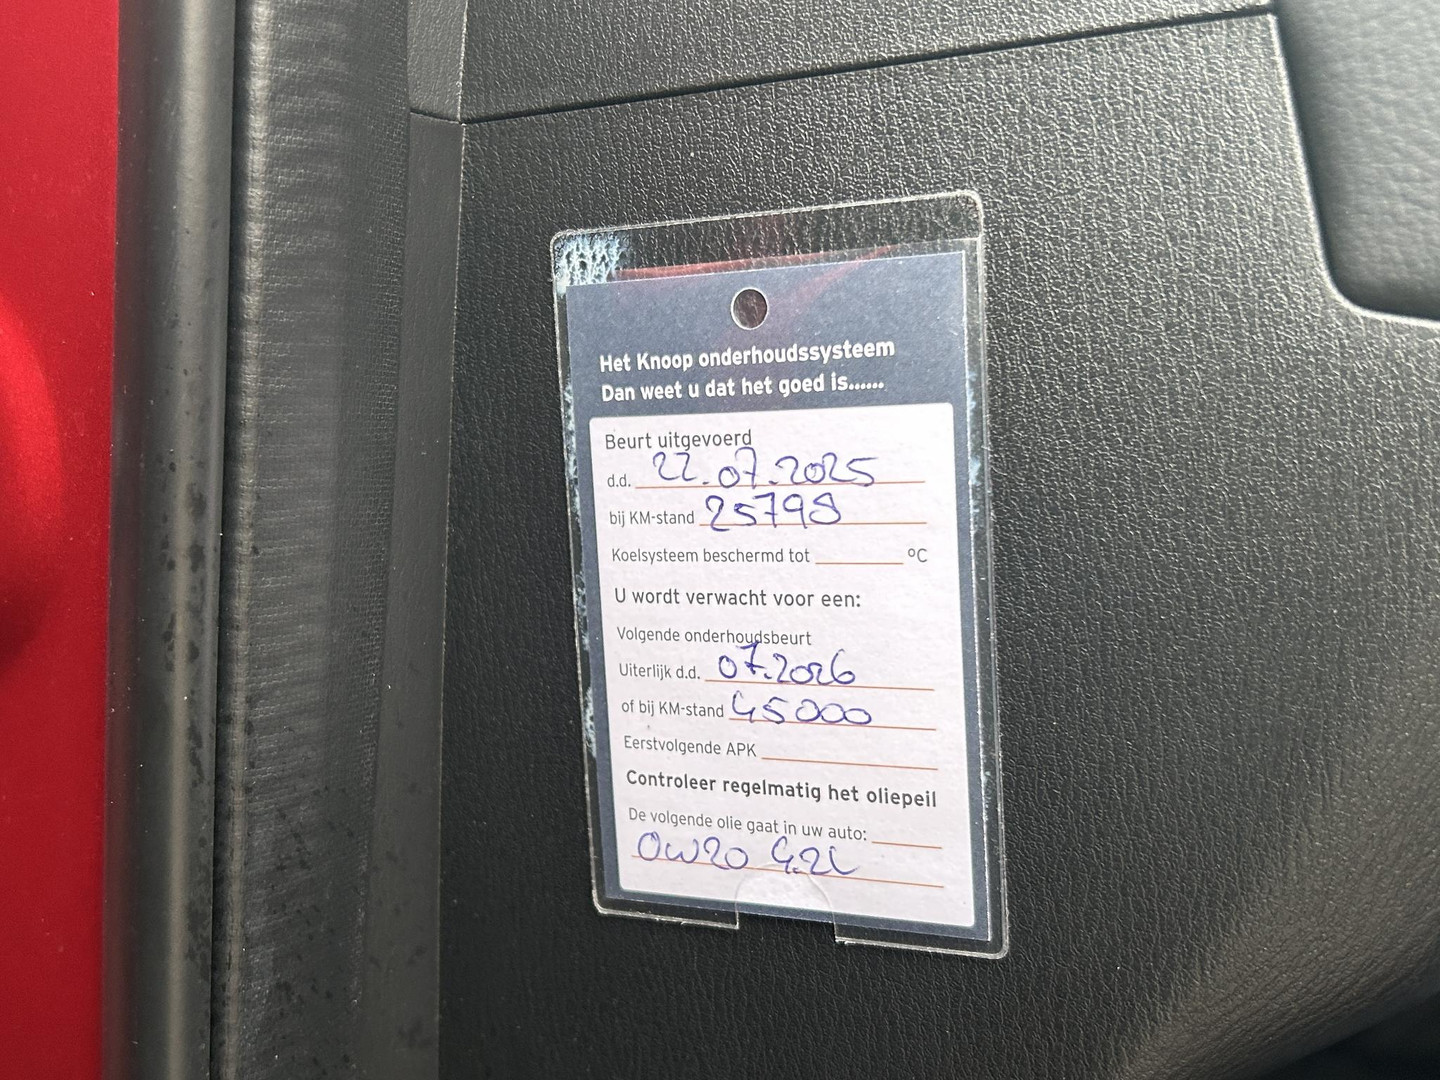 Het Knoop onderhoudssysteem
Dan weet u dat het goed is......
Beurt uitgevoerd
d.d. 22.07.2025
bij KM-stand 25798
Koelsysteem beschermd tot ________ °C
U wordt verwacht voor een:
Volgende onderhoudsbeurt
Uiterlijk d.d. 07.2026
of bij KM-stand 45000
Eerstvolgende APK
Controleer regelmatig het oliepeil
De volgende olie gaat in uw auto:
0W20 4.2L